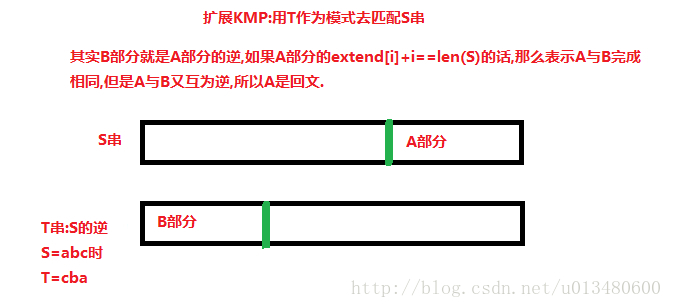 扩展KMP:用T作为模式去匹配S串
其实B部分就是A部分的逆,如果A部分的extend[i]+i==len(S)的话,那么表示A与B完成
相同,但是A与B又互为逆,所以A是回文.
S串
A部分
B部分
T串:S的逆
S=abc时
T=cba
http://blog.csdn.net/u013480600